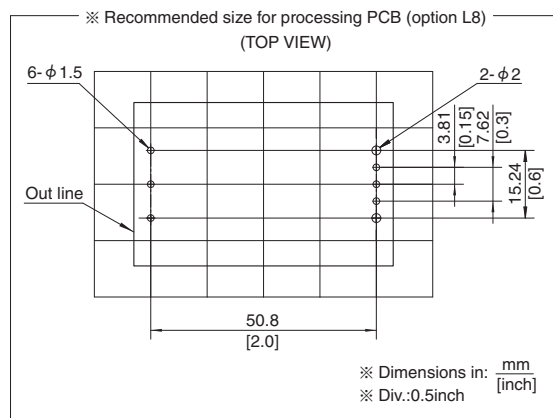 ※ Recommended size for processing PCB (option L8)
(TOP VIEW)
6-φ1.5
2-φ2
3.81
[0.15]
7.62
[0.3]
15.24
[0.6]
Out line
50.8
[2.0]
※ Dimensions in: mm
[inch]
※ Div.:0.5inch